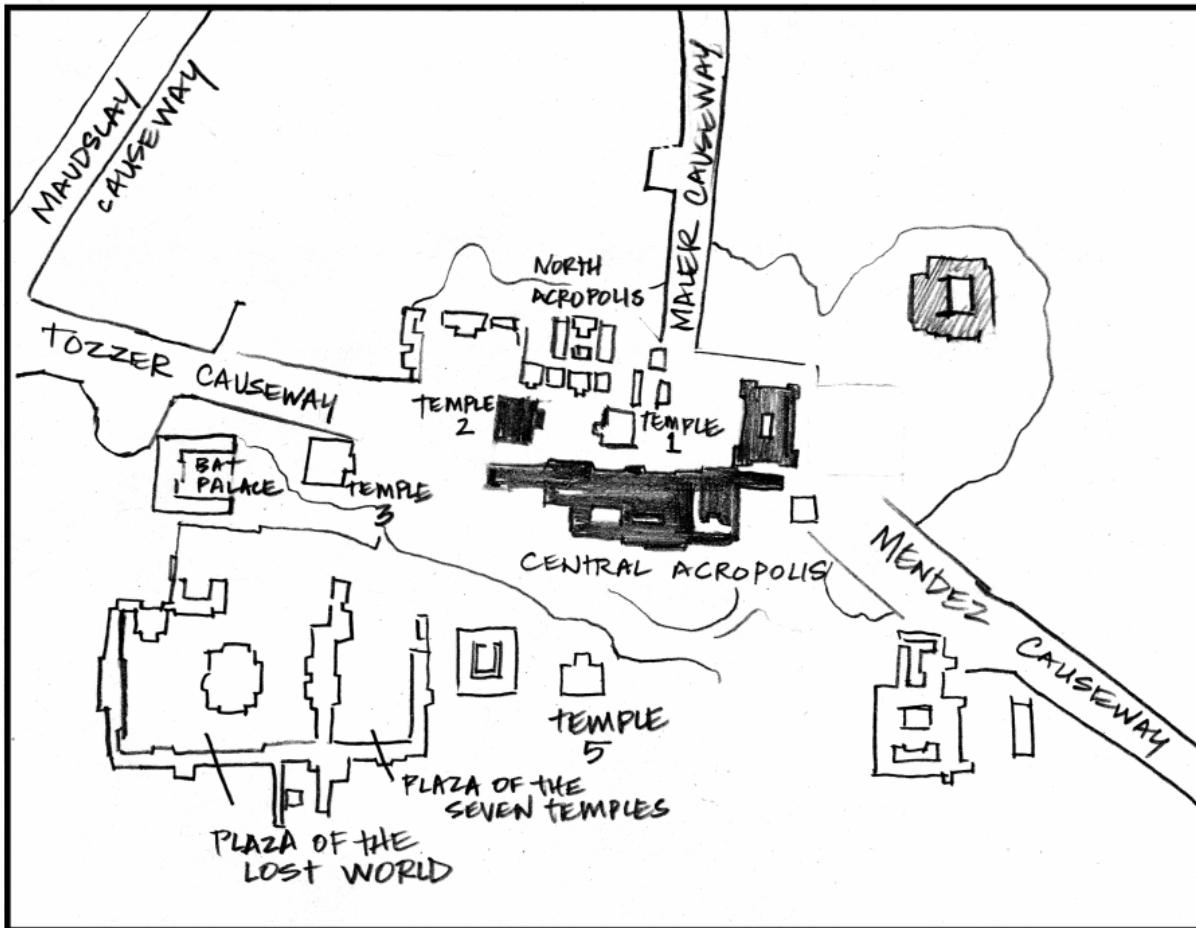 MAUDSLAY
CAUSEWAY
MALER CAUSEWAY
NORTH
ACROPOLIS
TOZZER CAUSEWAY
TEMPLE
2
TEMPLE
1
BAT
PALACE
TEMPLE
3
CENTRAL ACROPOLIS
MENDEZ CAUSEWAY
TEMPLE
5
PLAZA OF THE
SEVEN TEMPLES
PLAZA OF THE
LOST WORLD